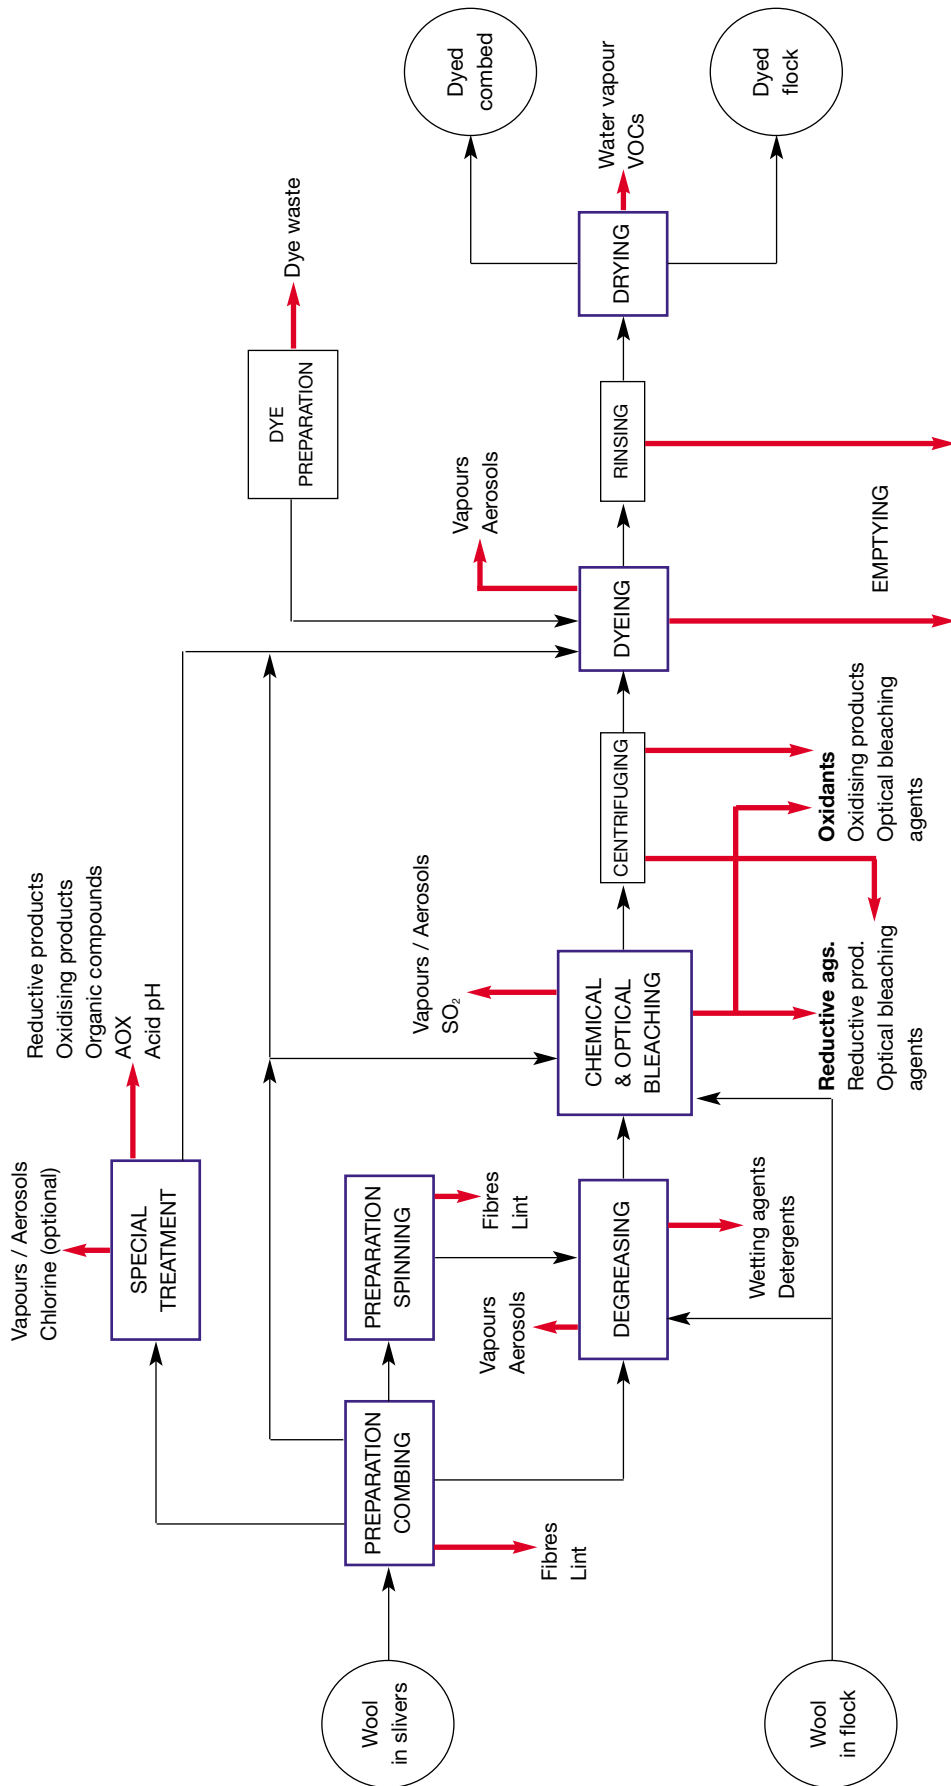 Vapours / Aerosols
Chlorine (optional)
Reductive products
Oxidising products
Organic compounds
AOX
Acid pH
SPECIAL
TREATMENT
Dye waste
DYE
PREPARATION
Wool
in slivers
PREPARATION
COMBING
PREPARATION
SPINNING
Fibres
Lint
Fibres
Lint
Vapours
Aerosols
Vapours / Aerosols
SO₂
Vapours
Aerosols
Dyed
combed
DEGREASING
CHEMICAL
& OPTICAL
BLEACHING
CENTRIFUGING
DYEING
RINSING
DRYING
Water vapour
VOCs
Wetting agents
Detergents
Wool
in flock
Reductive ags.
Reductive prod.
Optical bleaching
agents
Oxidants
Oxidising products
Optical bleaching
agents
EMPTYING
Dyed
flock